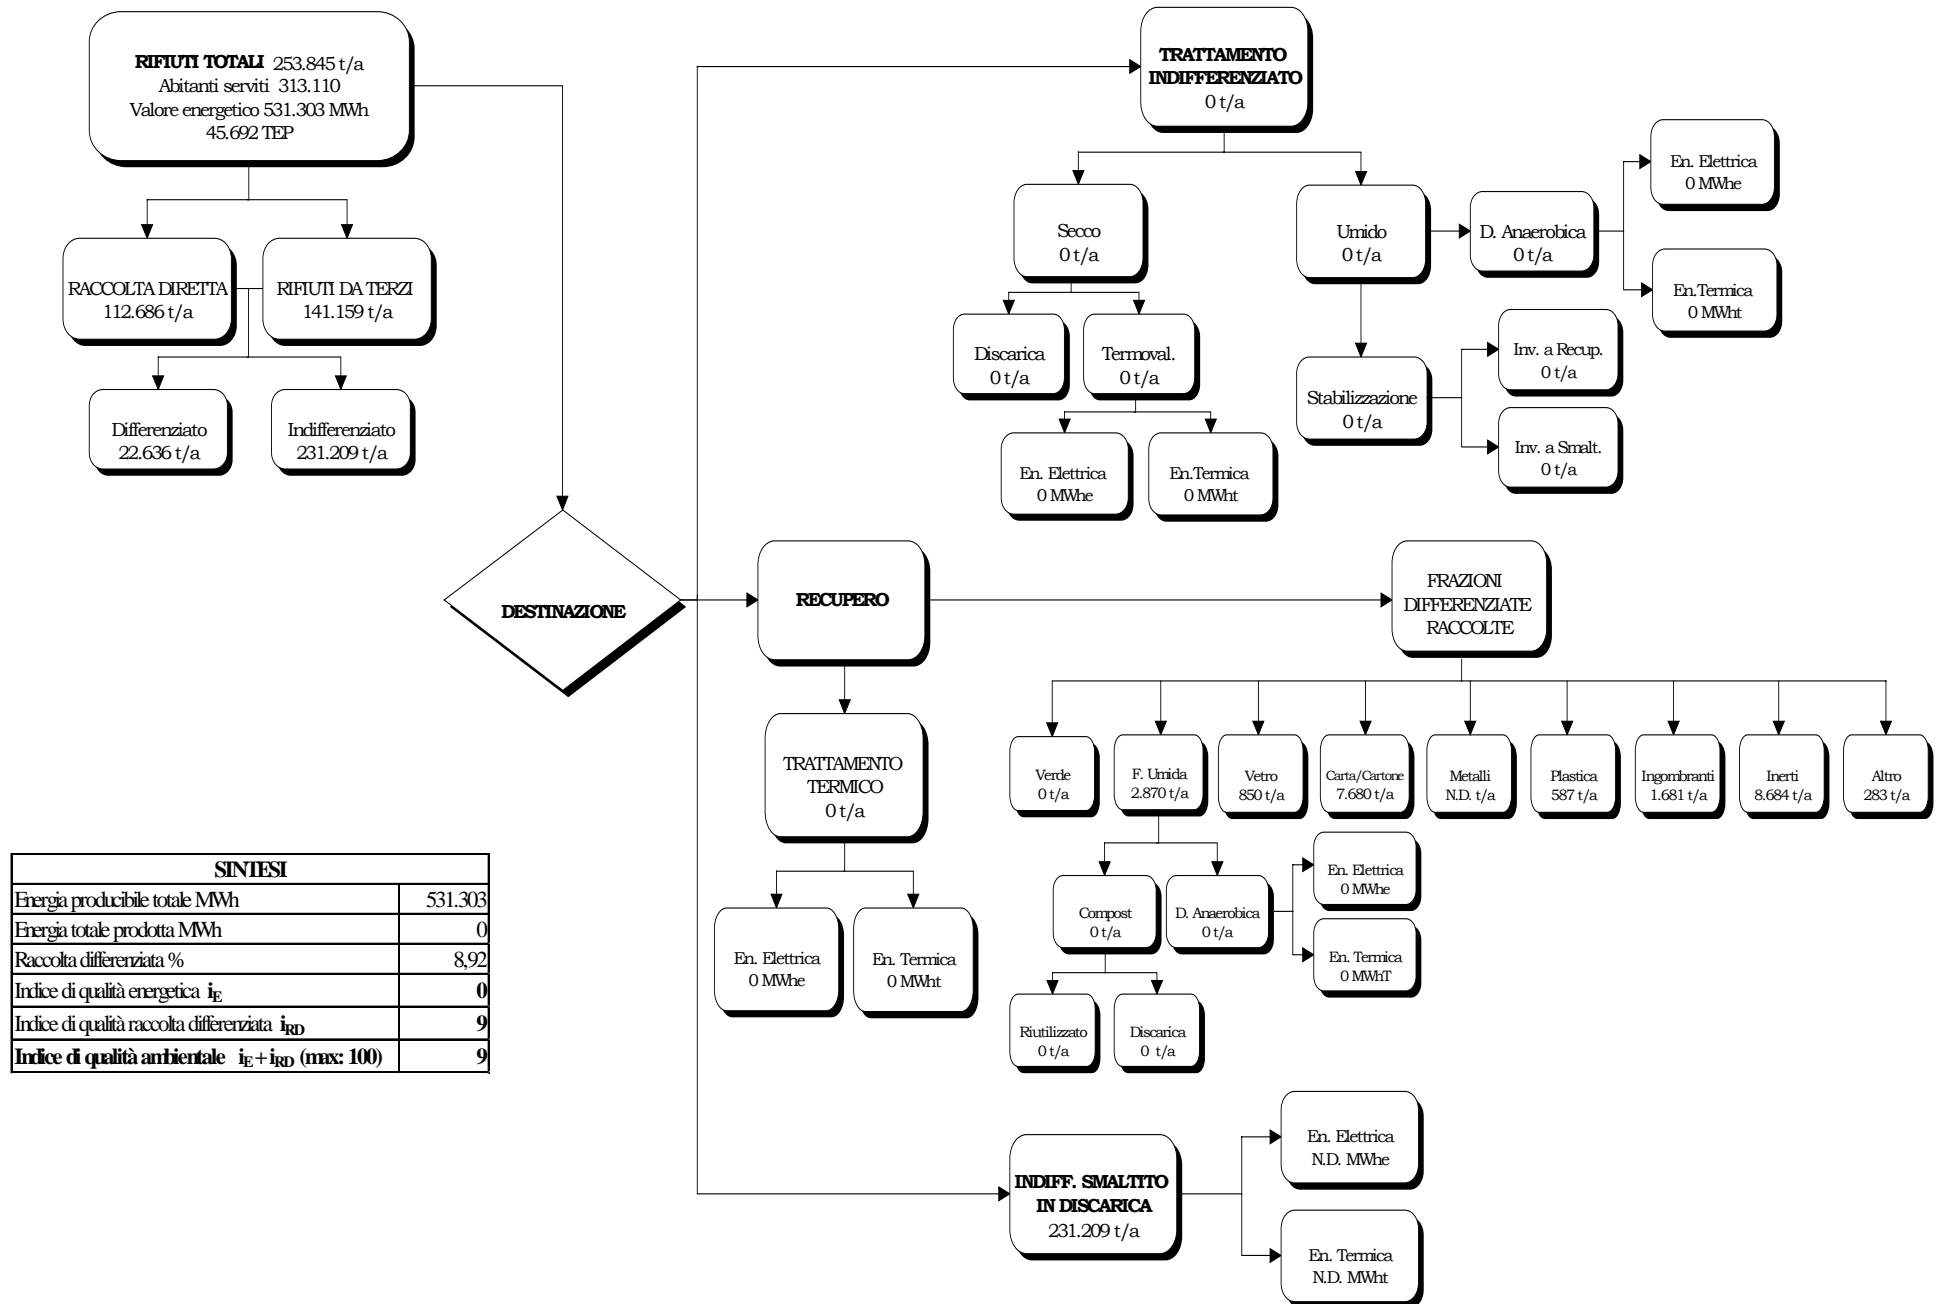 RIFIUTI TOTALI 253.845 t/a
Abitanti serviti 313.110
Valore energetico 531.303 MWh
45.692 TEP
RACCOLTA DIRETTA
112.686 t/a
RIFIUTI DA TERZI
141.159 t/a
Differenziato
22.636 t/a
Indifferenziato
231.209 t/a
DESTINAZIONE
TRATTAMENTO
INDIFFERENZIATO
0 t/a
Secco
0 t/a
Umido
0 t/a
D. Anaerobica
0 t/a
En. Elettrica
0 MWhe
En.Termica
0 MWht
Discarica
0 t/a
Termoval.
0 t/a
Stabilizzazione
0 t/a
Inv. a Recup.
0 t/a
Inv. a Smalt.
0 t/a
En. Elettrica
0 MWhe
En.Termica
0 MWht
RECUPERO
FRAZIONI
DIFFERENZIATE
RACCOLTE
TRATTAMENTO
TERMICO
0 t/a
En. Elettrica
0 MWhe
En. Termica
0 MWht
Verde
0 t/a
F. Umida
2.870 t/a
Vetro
850 t/a
Carta/Cartone
7.680 t/a
Metalli
N.D. t/a
Plastica
587 t/a
Ingombranti
1.681 t/a
Inerti
8.684 t/a
Altro
283 t/a
Compost
0 t/a
D. Anaerobica
0 t/a
En. Elettrica
0 MWhe
En. Termica
0 MWhT
Riutilizzato
0 t/a
Discarica
0 t/a
INDIFF. SMALTITO
IN DISCARICA
231.209 t/a
En. Elettrica
N.D. MWhe
En. Termica
N.D. MWht
SINTESI
Energia producibile totale MWh 531.303
Energia totale prodotta MWh 0
Raccolta differenziata % 8,92
Indice di qualità energetica iE 0
Indice di qualità raccolta differenziata iRD 9
Indice di qualità ambientale iE + iRD (max: 100) 9